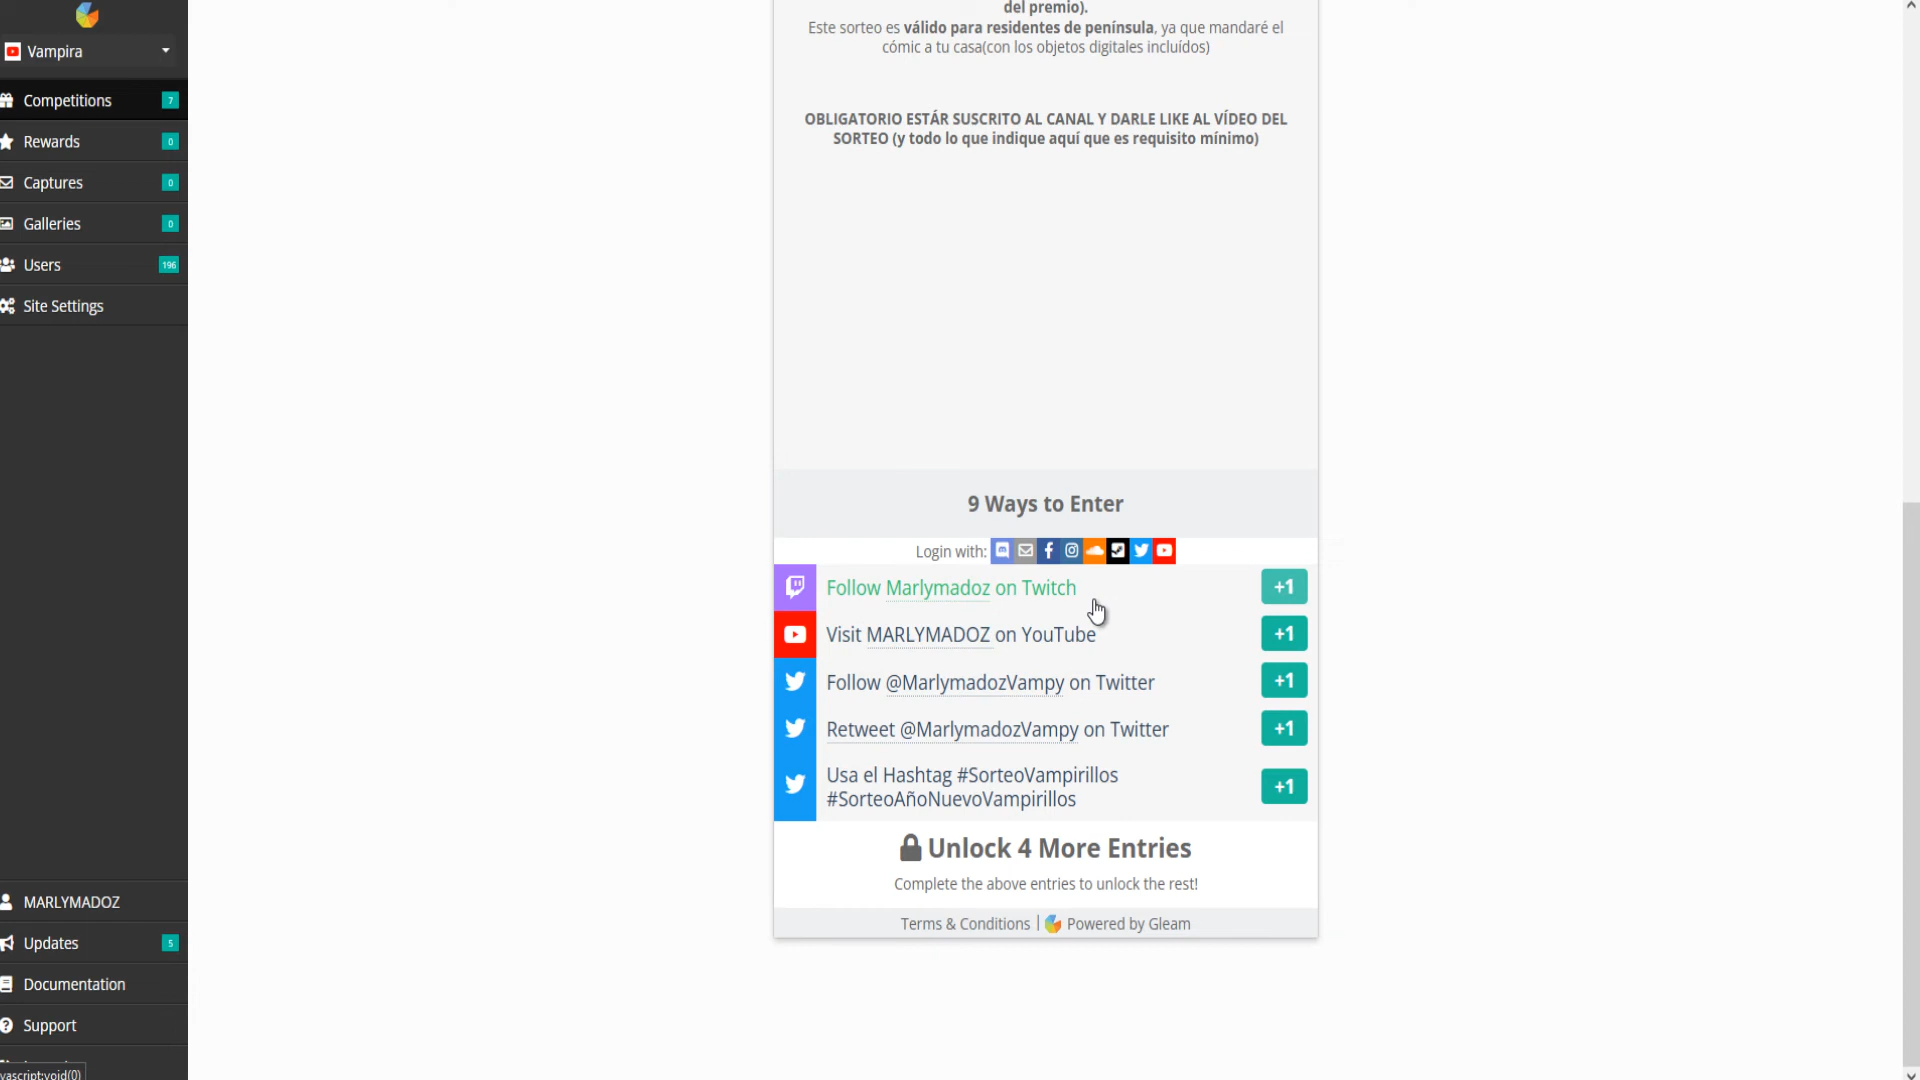 Vampira
Competitions 7
Rewards 0
Captures 0
Galleries 0
Users 196
Site Settings
MARLYMADOZ
Updates 5
Documentation
Support
vascript:void(0)
del premio).
Este sorteo es válido para residentes de península, ya que mandaré el
cómic a tu casa(con los objetos digitales incluídos)
OBLIGATORIO ESTÁR SUSCRITO AL CANAL Y DARLE LIKE AL VÍDEO DEL
SORTEO (y todo lo que indique aquí que es requisito mínimo)
9 Ways to Enter
Login with:
Follow Marlymadoz on Twitch +1
Visit MARLYMADOZ on YouTube +1
Follow @MarlymadozVampy on Twitter +1
Retweet @MarlymadozVampy on Twitter +1
Usa el Hashtag #SorteoVampirillos
#SorteoAñoNuevoVampirillos +1
Unlock 4 More Entries
Complete the above entries to unlock the rest!
Terms & Conditions | Powered by Gleam